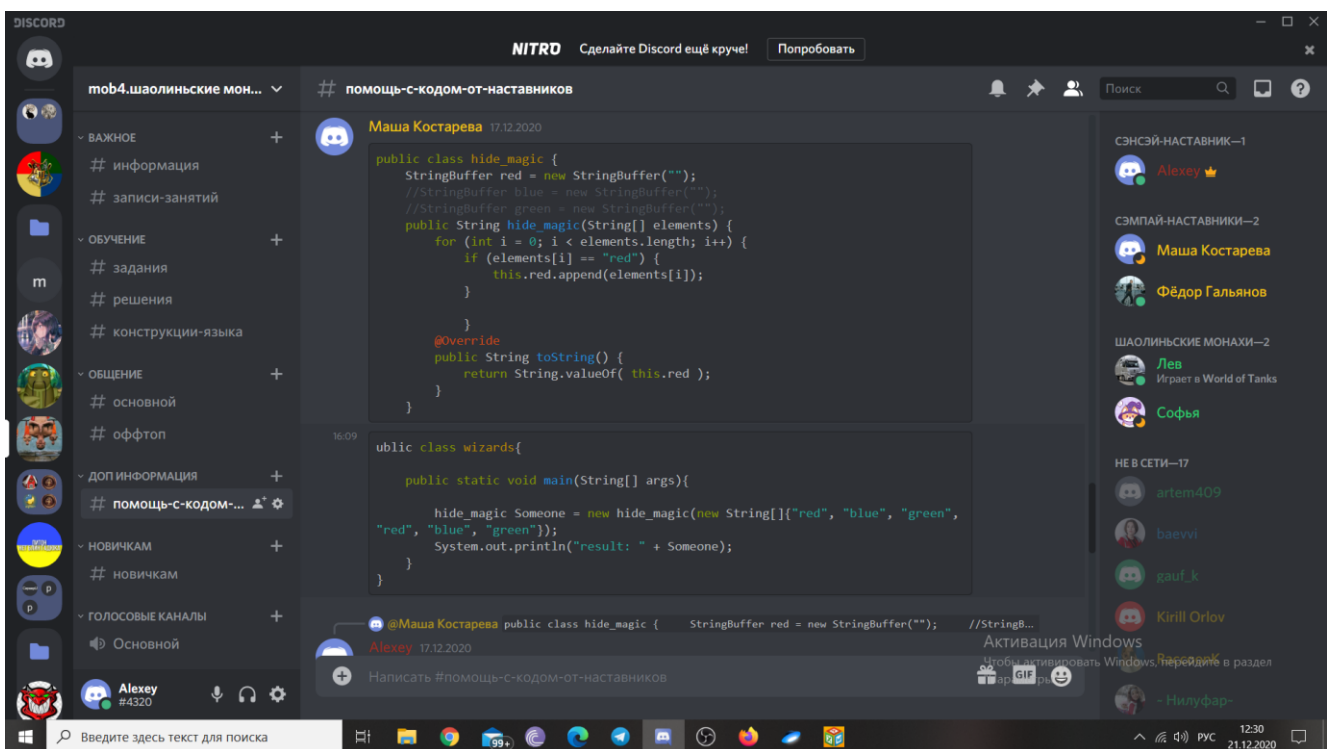 DISCORD
NITRO Сделайте Discord ещё круче! Попробовать
mob4.шаолиньские мон...
ВАЖНОЕ
информация
записи-занятий
ОБУЧЕНИЕ
задания
решения
конструкции-языка
ОБЩЕНИЕ
основной
оффтоп
ДОП ИНФОРМАЦИЯ
помощь-с-кодом-...
НОВИЧКАМ
новичкам
ГОЛОСОВЫЕ КАНАЛЫ
Основной
m
p
p
Alexey
#4320
# помощь-с-кодом-от-наставников
Поиск
Маша Костарева 17.12.2020
public class hide_magic {
StringBuffer red = new StringBuffer("");
//StringBuffer blue = new StringBuffer("");
//StringBuffer green = new StringBuffer("");
public String hide_magic(String[] elements) {
for (int i = 0; i < elements.length; i++) {
if (elements[i] == "red") {
this.red.append(elements[i]);
}
}
@Override
public String toString() {
return String.valueOf( this.red );
}
}
16:09
ublic class wizards{
public static void main(String[] args){
hide_magic Someone = new hide_magic(new String[]{"red", "blue", "green",
"red", "blue", "green"});
System.out.println("result: " + Someone);
}
}
@Маша Костарева public class hide_magic { StringBuffer red = new StringBuffer(""); //StringB...
Alexey 17.12.2020
Написать #помощь-с-кодом-от-наставников
GIF
СЭНСЭЙ-НАСТАВНИК—1
Alexey
СЭМПАЙ-НАСТАВНИКИ—2
Маша Костарева
Фёдор Гальянов
ШАОЛИНЬСКИЕ МОНАХИ—2
Лев
Играет в World of Tanks
Софья
НЕ В СЕТИ—17
artem409
baevvi
gauf_k
Kirill Orlov
- Нилуфар-
Активация Windows
Чтобы активировать Windows, перейдите в раздел
Введите здесь текст для поиска
99+
РУС
12:30
21.12.2020